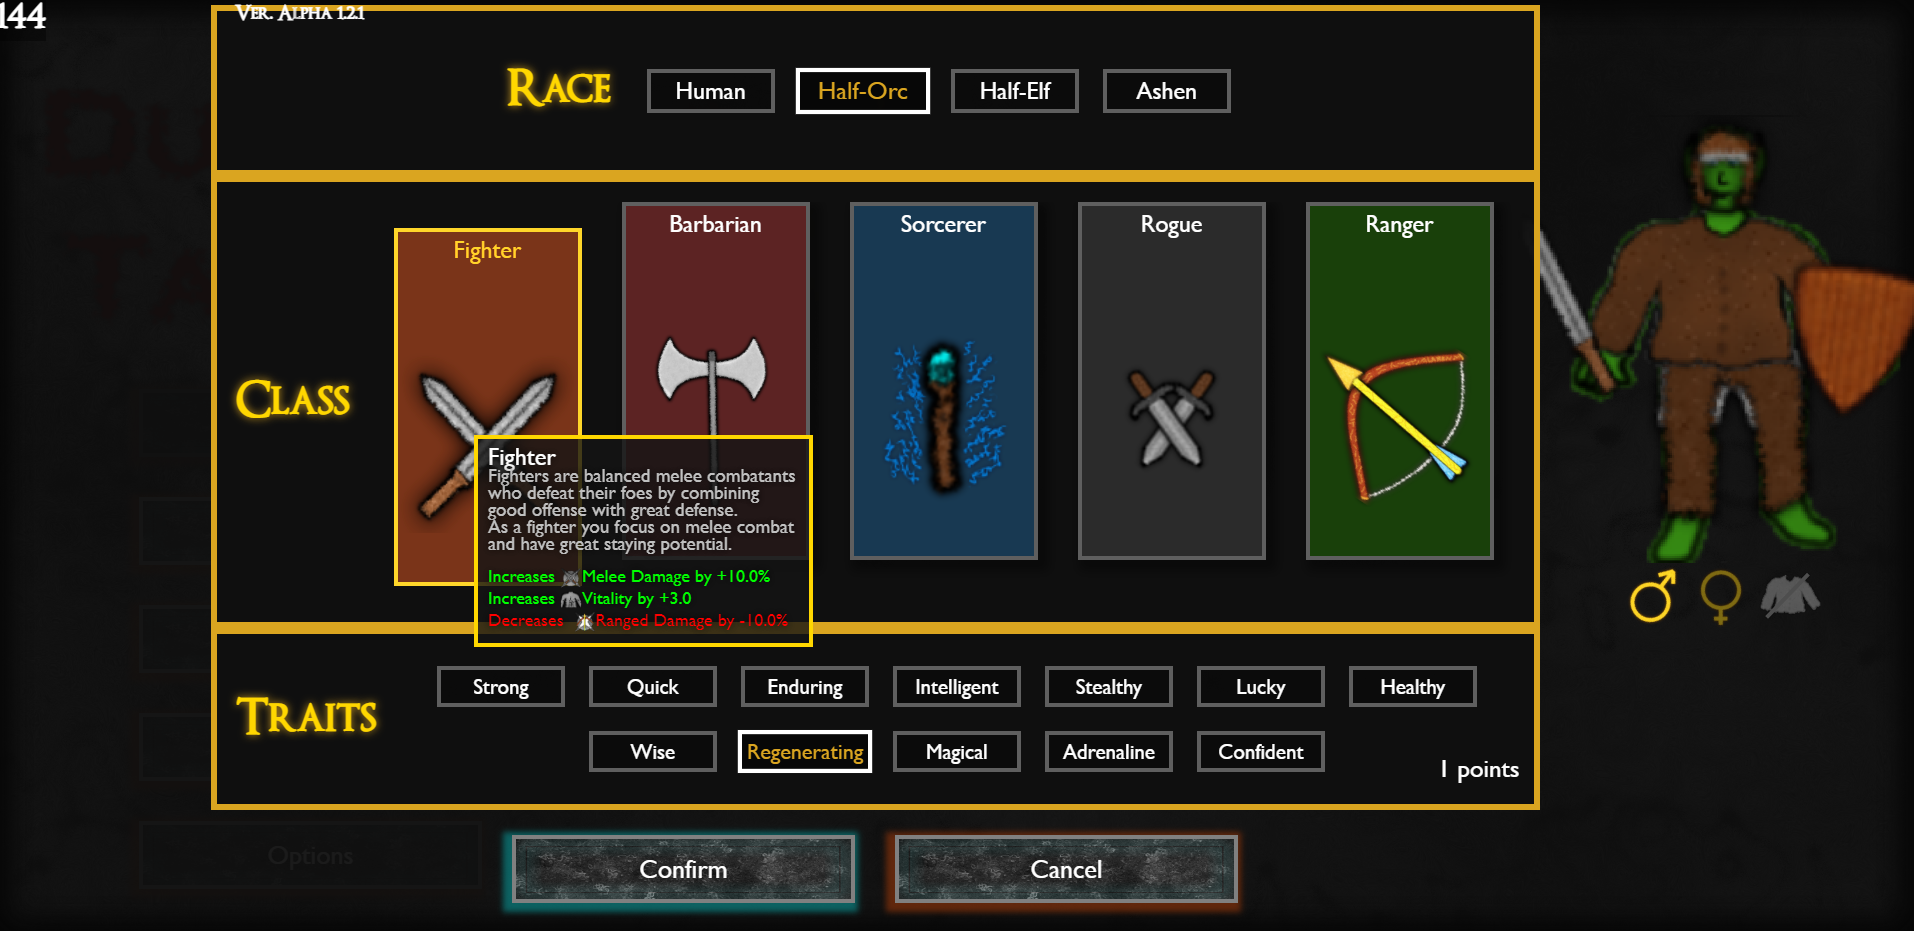 144
Ver. Alpha 1.2.1
Race
Human
Half-Orc
Half-Elf
Ashen
Class
Fighter
Barbarian
Sorcerer
Rogue
Ranger
Fighter
Fighters are balanced melee combatants
who defeat their foes by combining
good offense with great defense.
As a fighter you focus on melee combat
and have great staying potential.
Increases Melee Damage by +10.0%
Increases Vitality by +3.0
Decreases Ranged Damage by -10.0%
Traits
Strong
Quick
Enduring
Intelligent
Stealthy
Lucky
Healthy
Wise
Regenerating
Magical
Adrenaline
Confident
1 points
Options
Confirm
Cancel